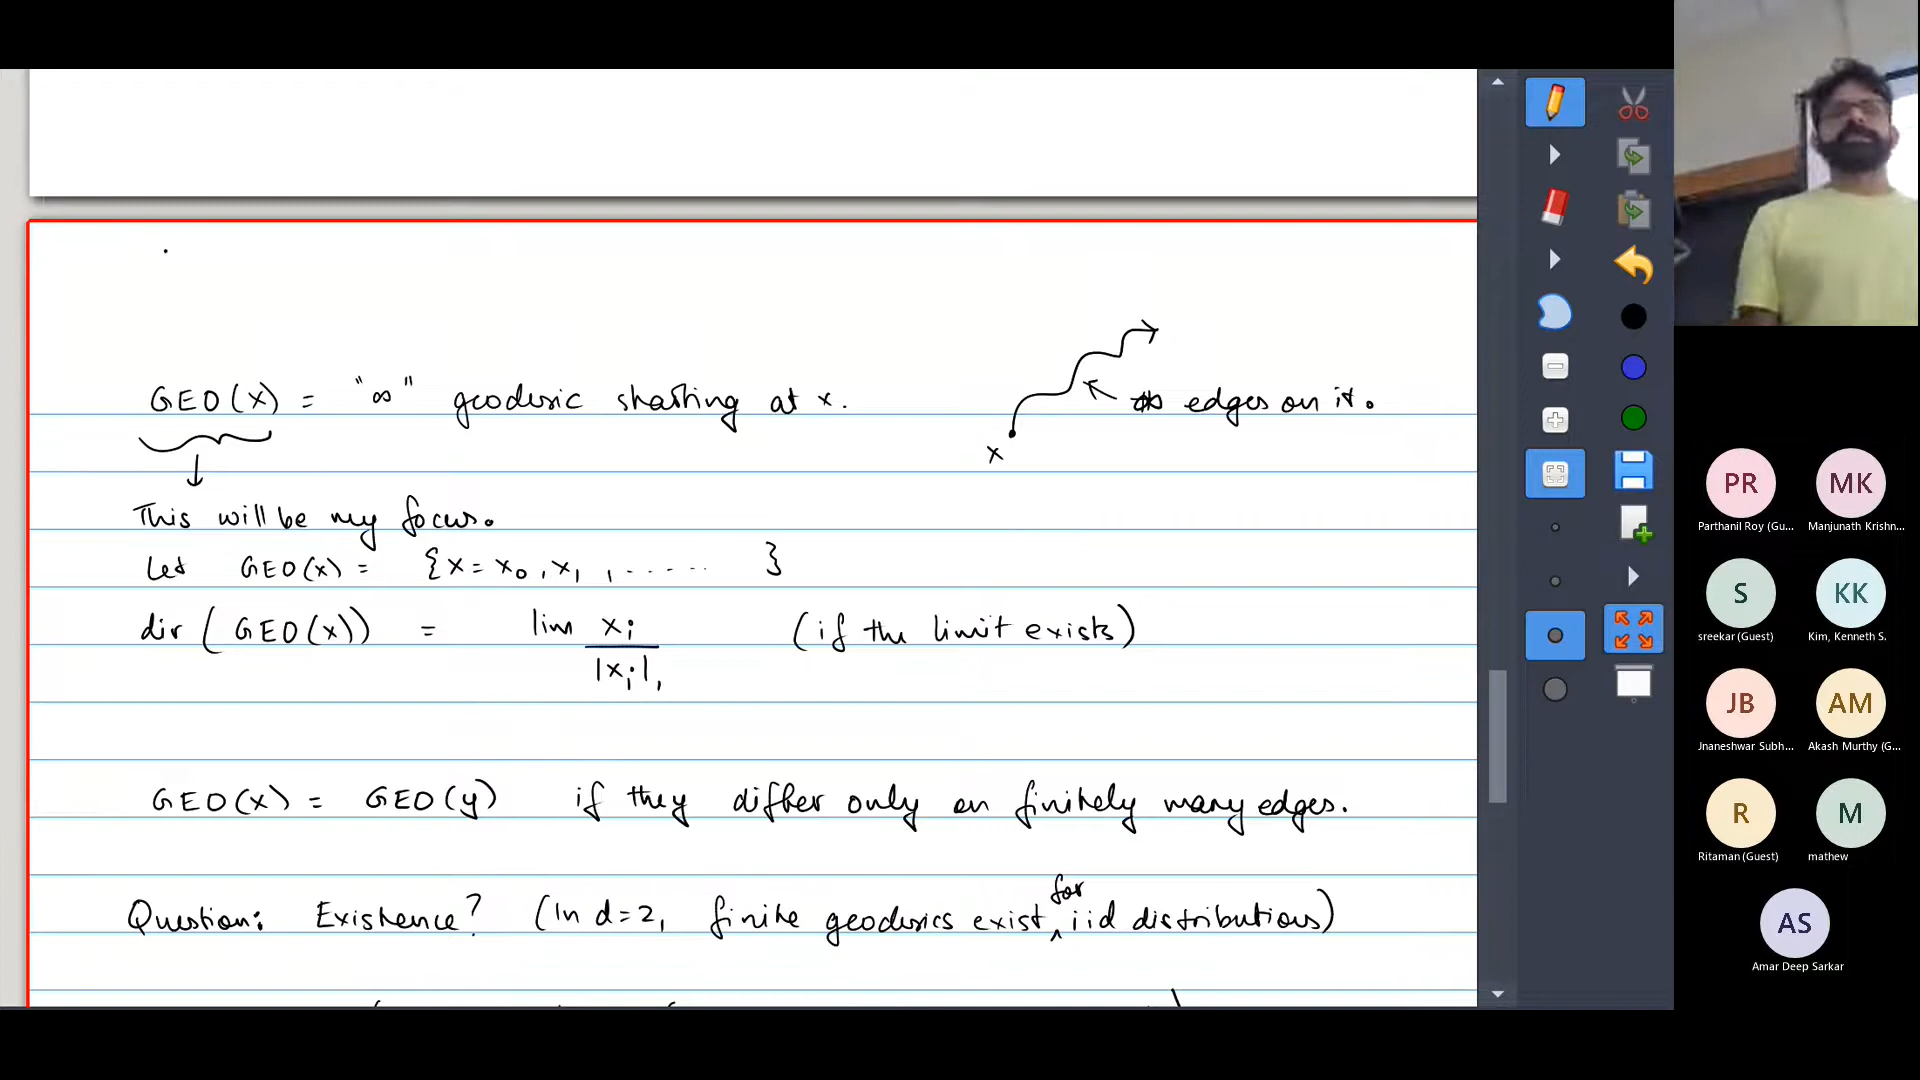 GEO(x) = "∞" geodesic starting at x.
edges on it.
x
This will be my focus.
Let GEO(x) = {x = x₀, x₁, ....... }
dir (GEO(x)) = lim xᵢ / |xᵢ|₁ (if the limit exists)
GEO(x) = GEO(y) if they differ only on finitely many edges.
Question: Existence? (In d=2, finite geodesics exist for iid distributions)
PR
MK
Parthanil Roy (Gu...
Manjunath Krishn...
S
KK
sreekar (Guest)
Kim, Kenneth S.
JB
AM
Jnaneshwar Subh...
Akash Murthy (G...
R
M
Ritaman (Guest)
mathew
AS
Amar Deep Sarkar